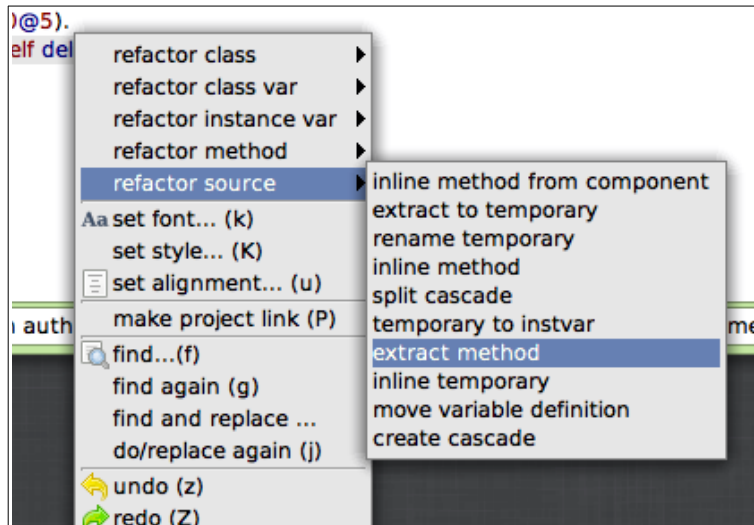 )@5).
elf del
refactor class
refactor class var
refactor instance var
refactor method
refactor source
Aa set font... (k)
set style... (K)
set alignment... (u)
make project link (P)
find...(f)
find again (g)
find and replace ...
do/replace again (j)
undo (z)
redo (Z)
inline method from component
extract to temporary
rename temporary
inline method
split cascade
temporary to instvar
extract method
inline temporary
move variable definition
create cascade
auth
me